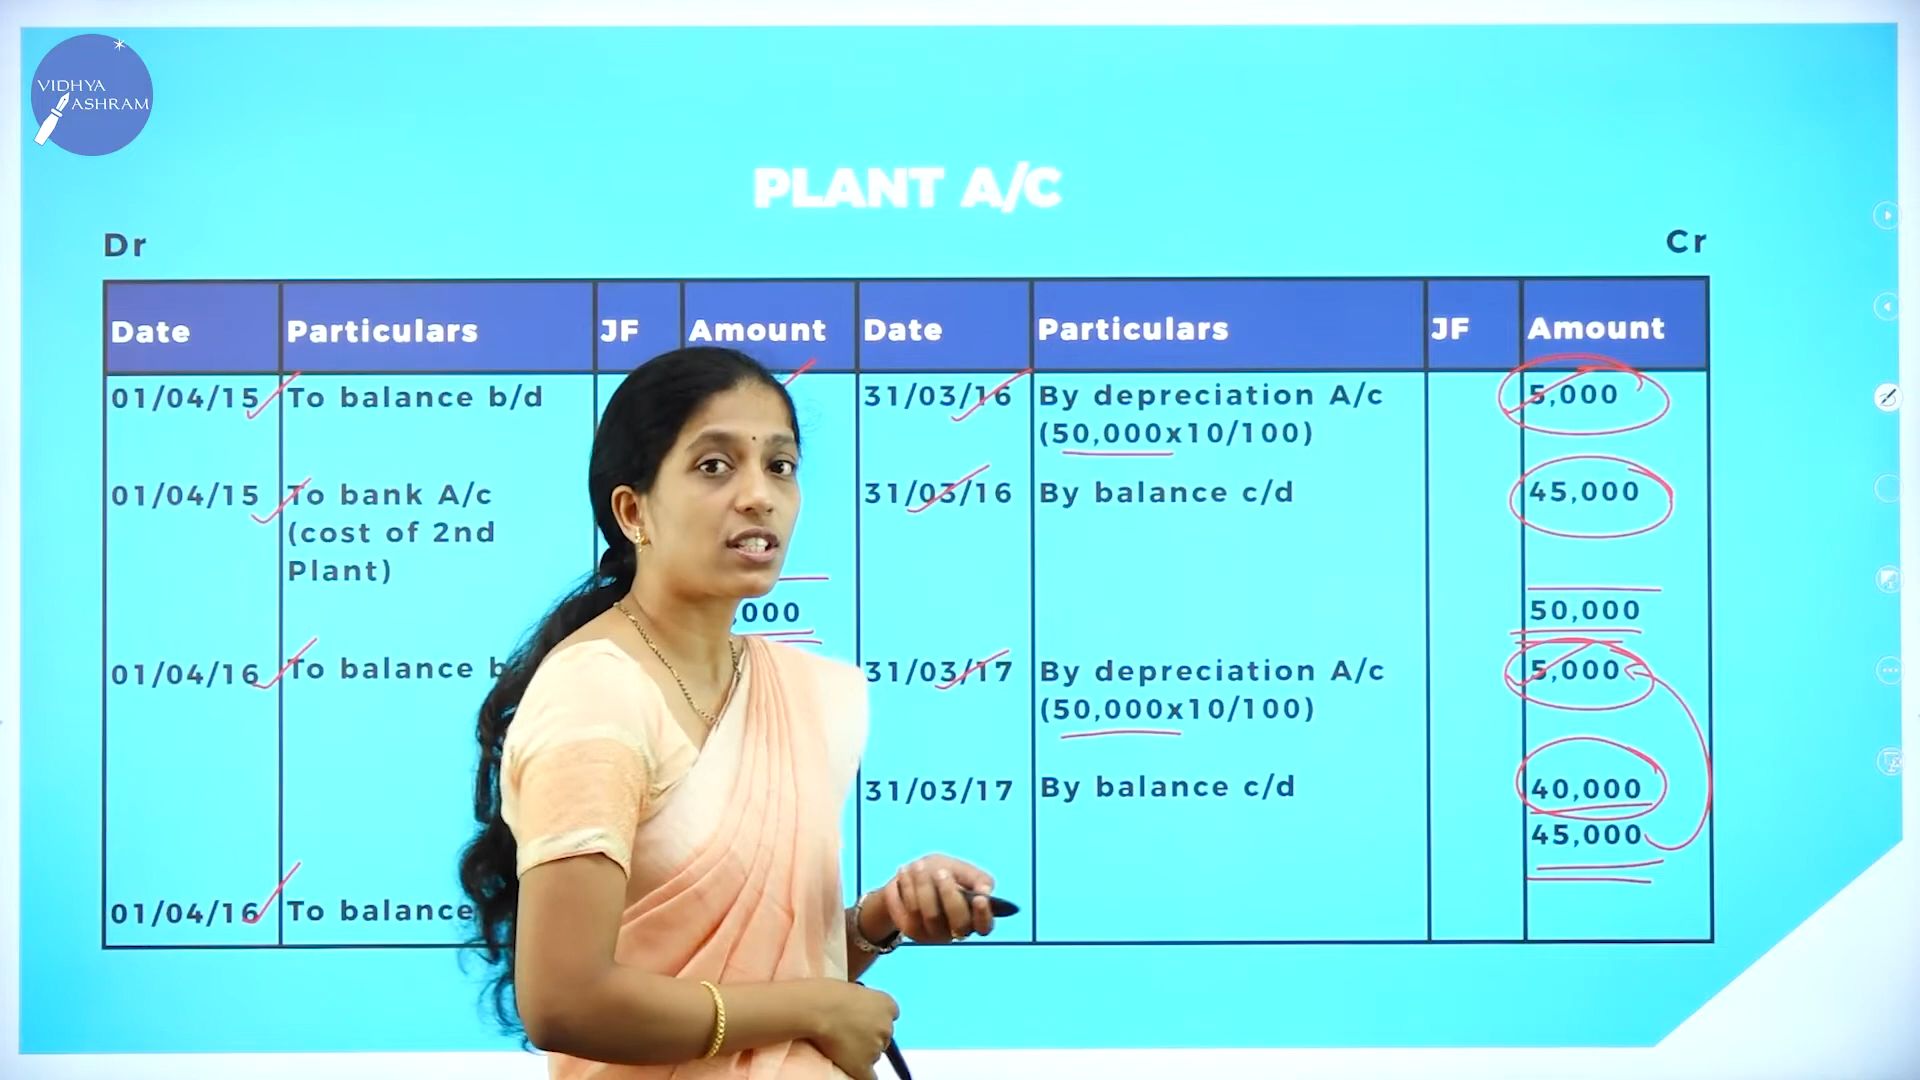 VIDHYA
ASHRAM
PLANT A/C
Dr
Cr
Date Particulars JF Amount Date Particulars JF Amount
01/04/15 To balance b/d 31/03/16 By depreciation A/c 5,000
(50,000x10/100)
01/04/15 To bank A/c 31/03/16 By balance c/d 45,000
(cost of 2nd
Plant)
,000 50,000
01/04/16 To balance b 31/03/17 By depreciation A/c 5,000
(50,000x10/100)
31/03/17 By balance c/d 40,000
45,000
01/04/16 To balance